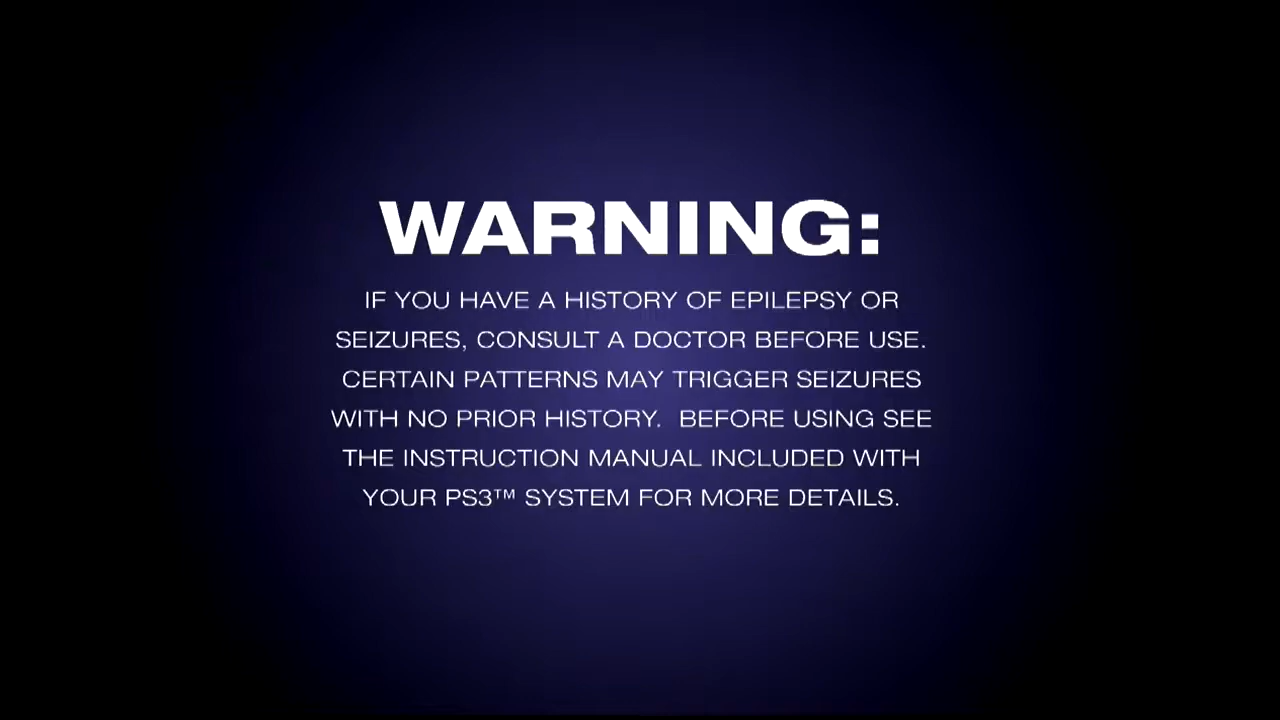 WARNING:
IF YOU HAVE A HISTORY OF EPILEPSY OR
SEIZURES, CONSULT A DOCTOR BEFORE USE.
CERTAIN PATTERNS MAY TRIGGER SEIZURES
WITH NO PRIOR HISTORY.  BEFORE USING SEE
THE INSTRUCTION MANUAL INCLUDED WITH
YOUR PS3™ SYSTEM FOR MORE DETAILS.